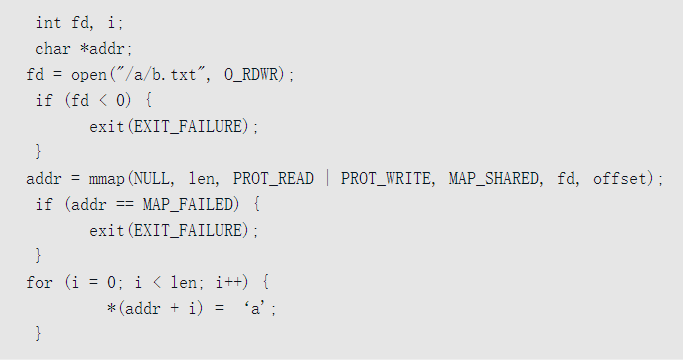 int fd, i;
char *addr;
fd = open("/a/b.txt", O_RDWR);
if (fd < 0) {
exit(EXIT_FAILURE);
}
addr = mmap(NULL, len, PROT_READ | PROT_WRITE, MAP_SHARED, fd, offset);
if (addr == MAP_FAILED) {
exit(EXIT_FAILURE);
}
for (i = 0; i < len; i++) {
*(addr + i) = ‘a’;
}